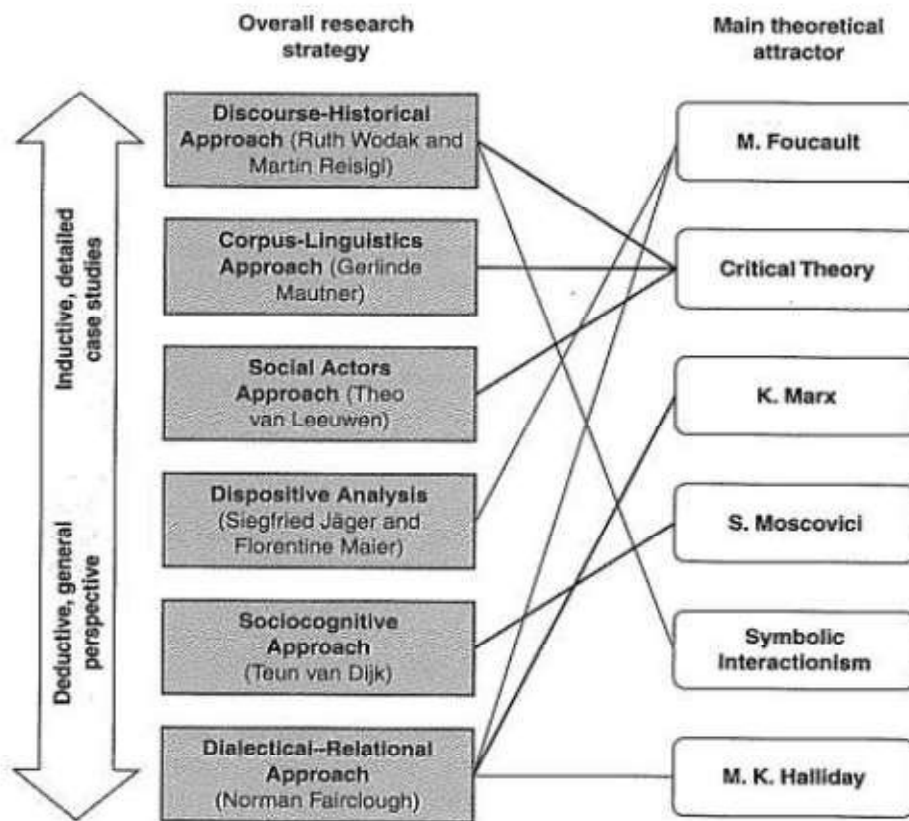 Overall research
strategy
Main theoretical
attractor
Inductive, detailed
case studies
Deductive, general
perspective
Discourse-Historical
Approach (Ruth Wodak and
Martin Reisigl)
Corpus-Linguistics
Approach (Gerlinde
Mautner)
Social Actors
Approach (Theo
van Leeuwen)
Dispositive Analysis
(Siegfried Jäger and
Florentine Maier)
Sociocognitive
Approach
(Teun van Dijk)
Dialectical–Relational
Approach
(Norman Fairclough)
M. Foucault
Critical Theory
K. Marx
S. Moscovici
Symbolic
Interactionism
M. K. Halliday